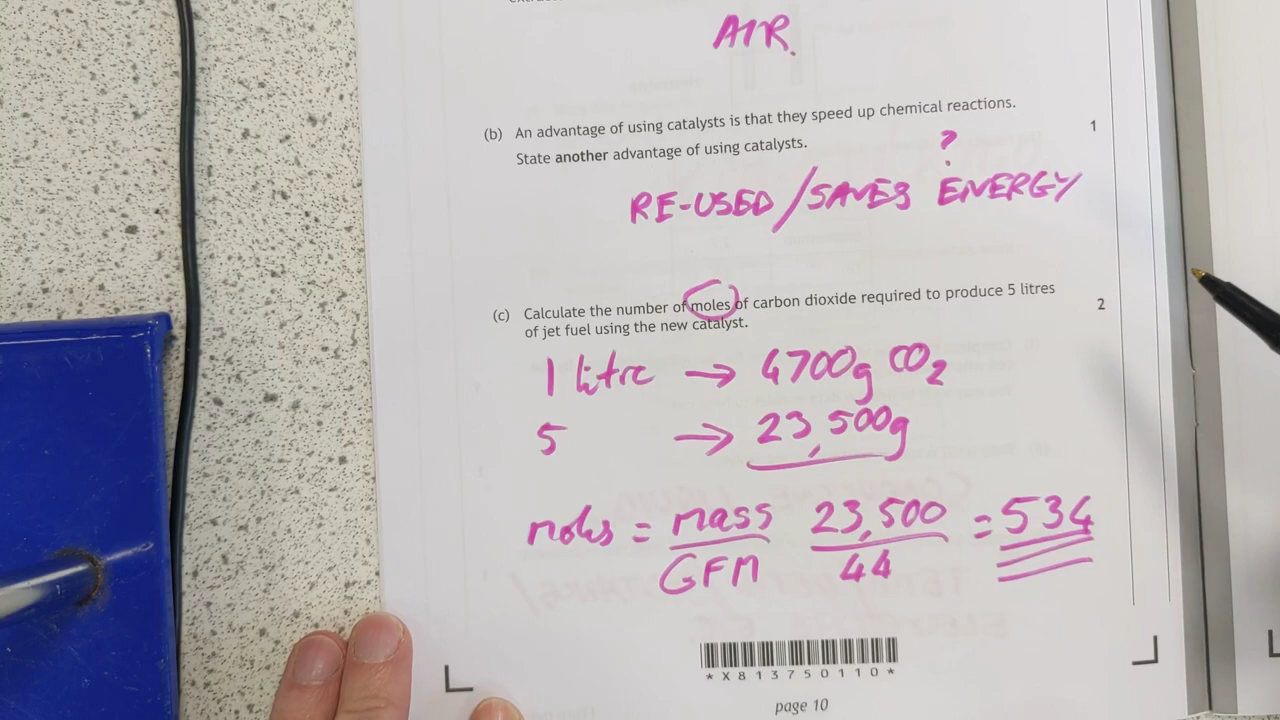 AIR.
(b) An advantage of using catalysts is that they speed up chemical reactions.
1
State another advantage of using catalysts.
?
RE-USED/SAVES ENERGY
(c) Calculate the number of moles of carbon dioxide required to produce 5 litres
2
of jet fuel using the new catalyst.
1 litre → 4700g CO₂
5 → 23,500g
moles = mass 23,500 = 534
GFM 44
*X813750110*
page 10